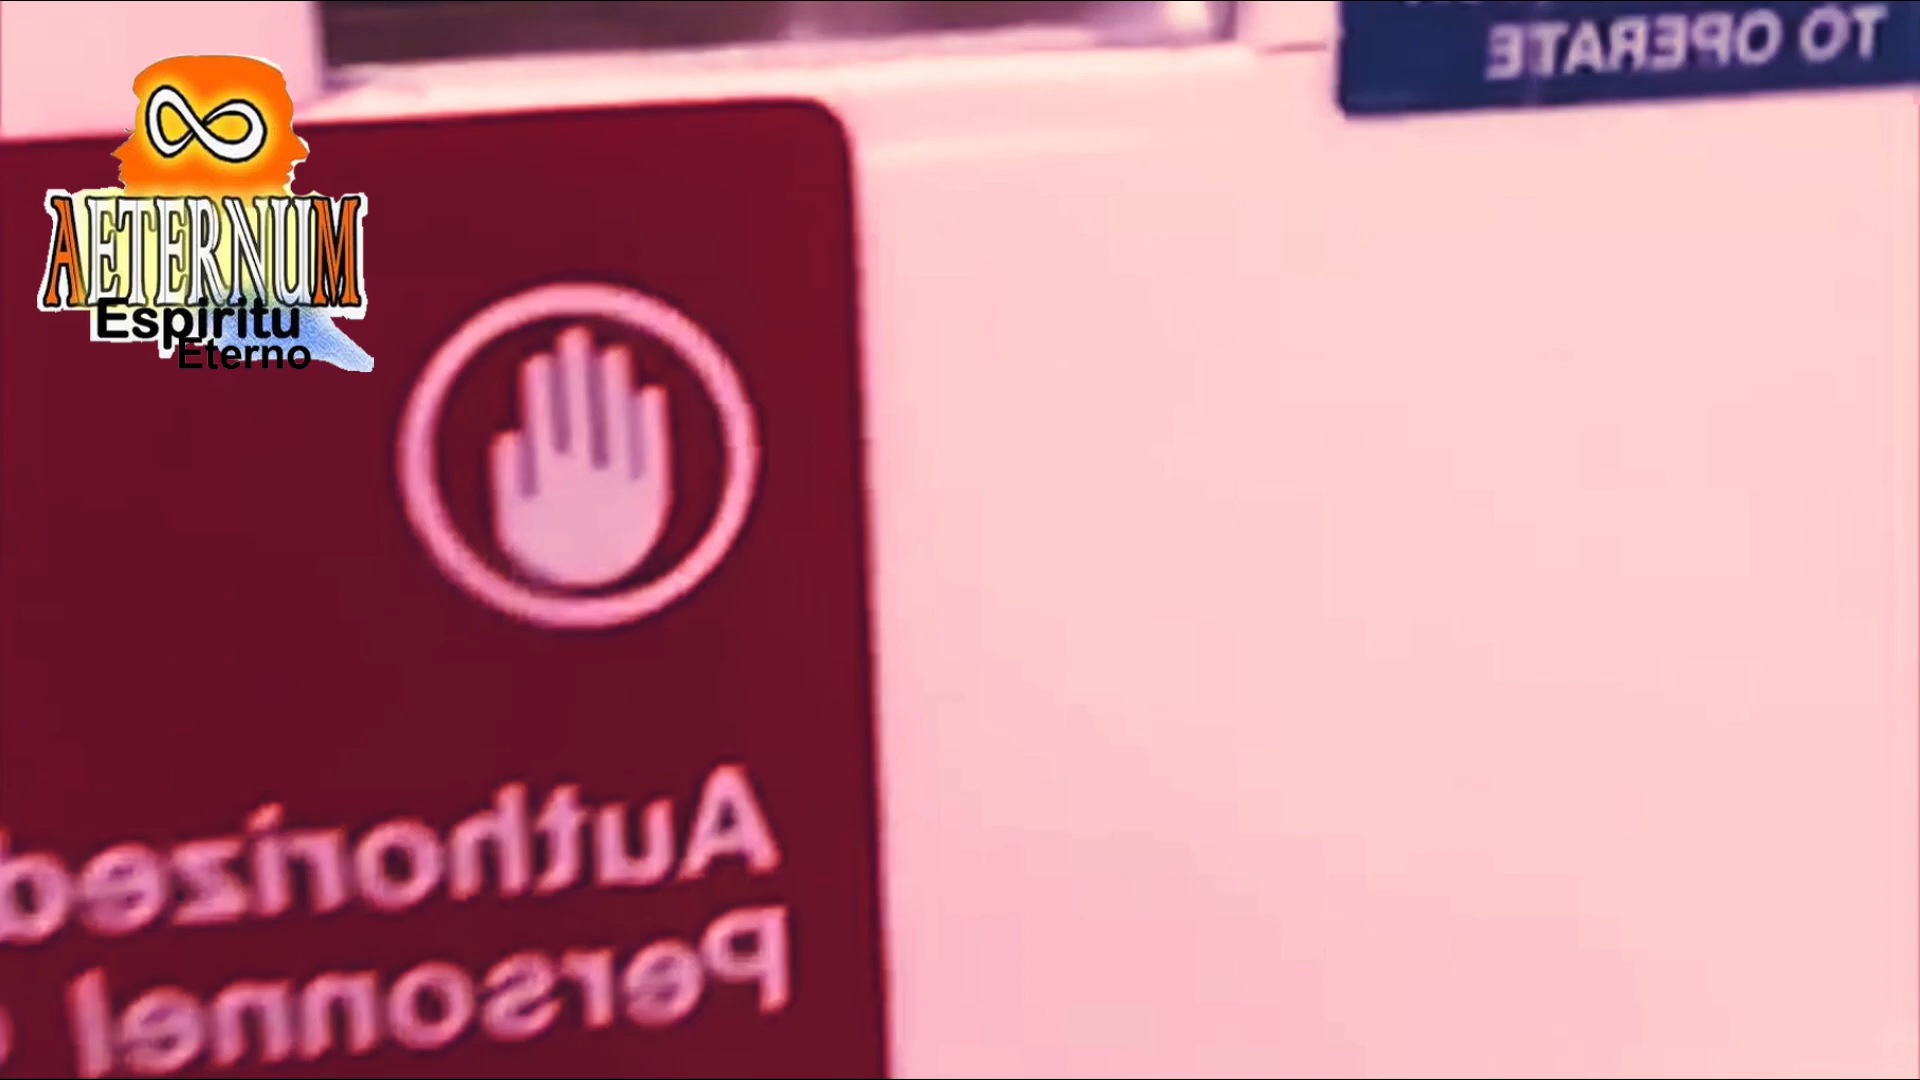 TO OPERATE
AETERNUM
Espiritu
Eterno
Authorized
Personnel